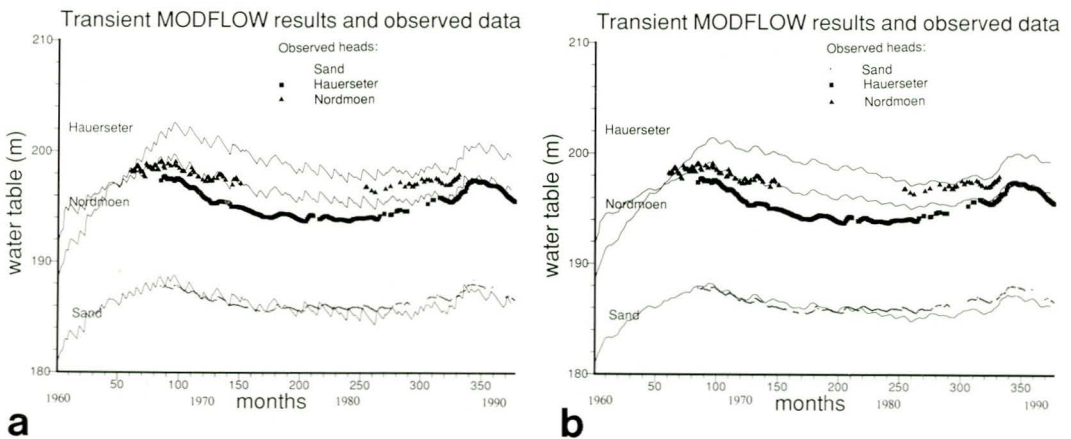 a
Transient MODFLOW results and observed data
210
200
190
180
water table (m)
Observed heads:
Sand
Hauerseter
Nordmoen
Hauerseter
Nordmoen
Sand
50 100 150 200 250 300 350
1960 1970 months 1980 1990
b
Transient MODFLOW results and observed data
210
200
190
180
water table (m)
Observed heads:
Sand
Hauerseter
Nordmoen
Hauerseter
Nordmoen
Sand
50 100 150 200 250 300 350
1960 1970 months 1980 1990